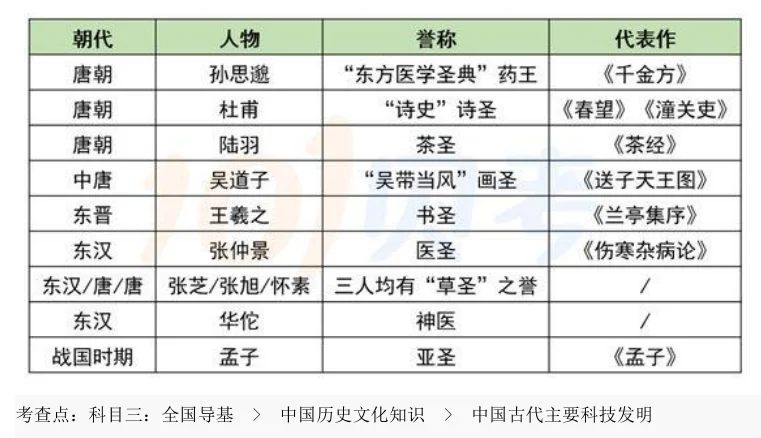 朝代 人物 誉称 代表作
唐朝 孙思邈 “东方医学圣典”药王 《千金方》
唐朝 杜甫 “诗史”诗圣 《春望》《潼关吏》
唐朝 陆羽 茶圣 《茶经》
中唐 吴道子 “吴带当风”画圣 《送子天王图》
东晋 王羲之 书圣 《兰亭集序》
东汉 张仲景 医圣 《伤寒杂病论》
东汉/唐/唐 张芝/张旭/怀素 三人均有“草圣”之誉 /
东汉 华佗 神医 /
战国时期 孟子 亚圣 《孟子》
考查点：科目三：全国导基 > 中国历史文化知识 > 中国古代主要科技发明